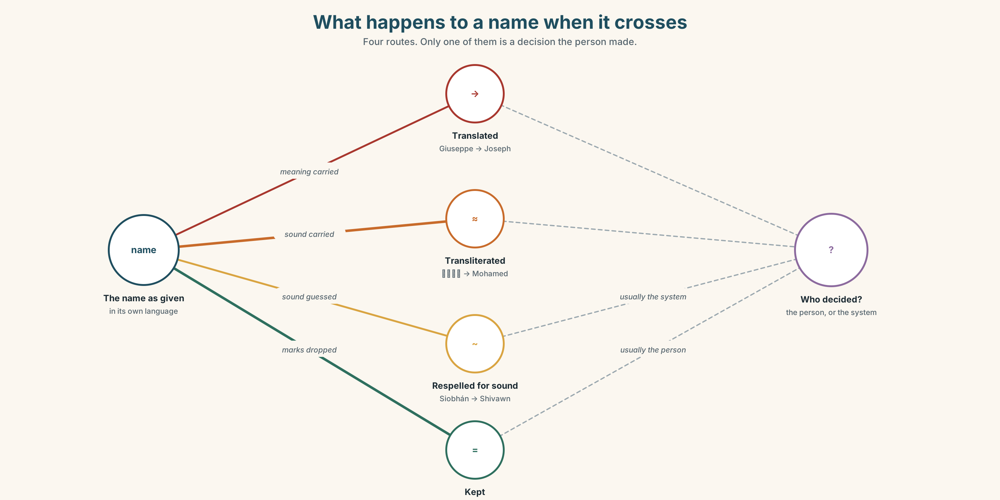 What happens to a name when it crosses
Four routes. Only one of them is a decision the person made.
→
Translated
Giuseppe → Joseph
meaning carried
≈
sound carried
Transliterated
→ Mohamed
name
The name as given
in its own language
?
Who decided?
the person, or the system
sound guessed
usually the system
~
Respelled for sound
Siobhán → Shivawn
marks dropped
usually the person
=
Kept